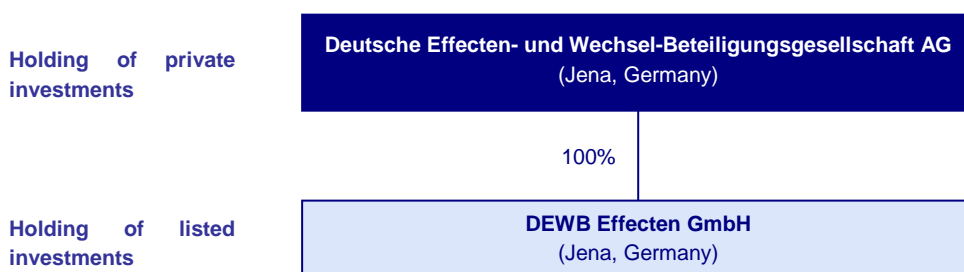 Holding of private
investments
Deutsche Effecten- und Wechsel-Beteiligungsgesellschaft AG
(Jena, Germany)
100%
Holding of listed
investments
DEWB Effecten GmbH
(Jena, Germany)